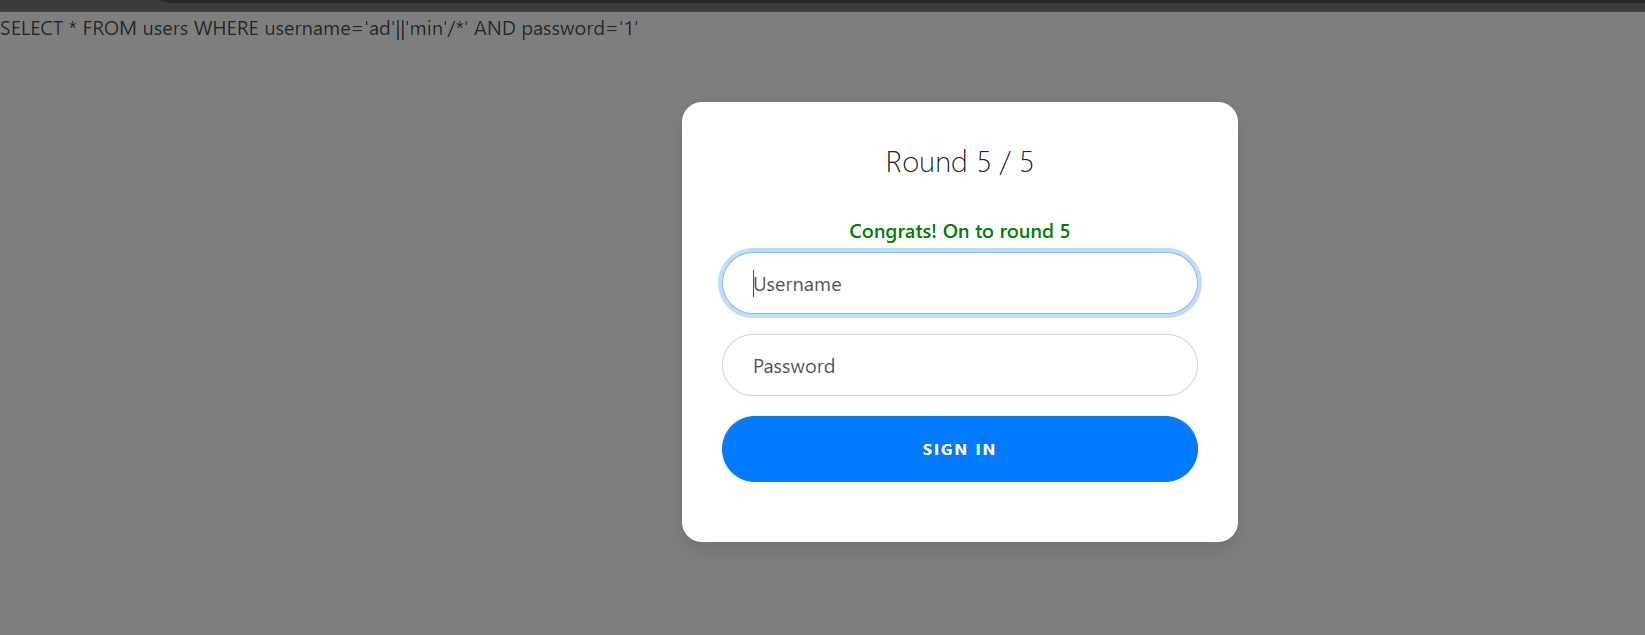 SELECT * FROM users WHERE username='ad'||'min'/*' AND password='1'
Round 5 / 5
Congrats! On to round 5
Username
Password
SIGN IN